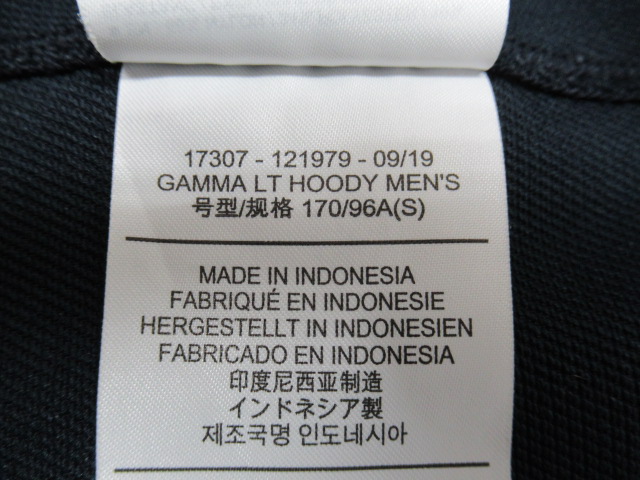 17307 - 121979 - 09/19
GAMMA LT HOODY MEN'S
号型/规格 170/96A(S)
MADE IN INDONESIA
FABRIQUÉ EN INDONESIE
HERGESTELLT IN INDONESIEN
FABRICADO EN INDONESIA
印度尼西亚制造
インドネシア製
제조국명 인도네시아